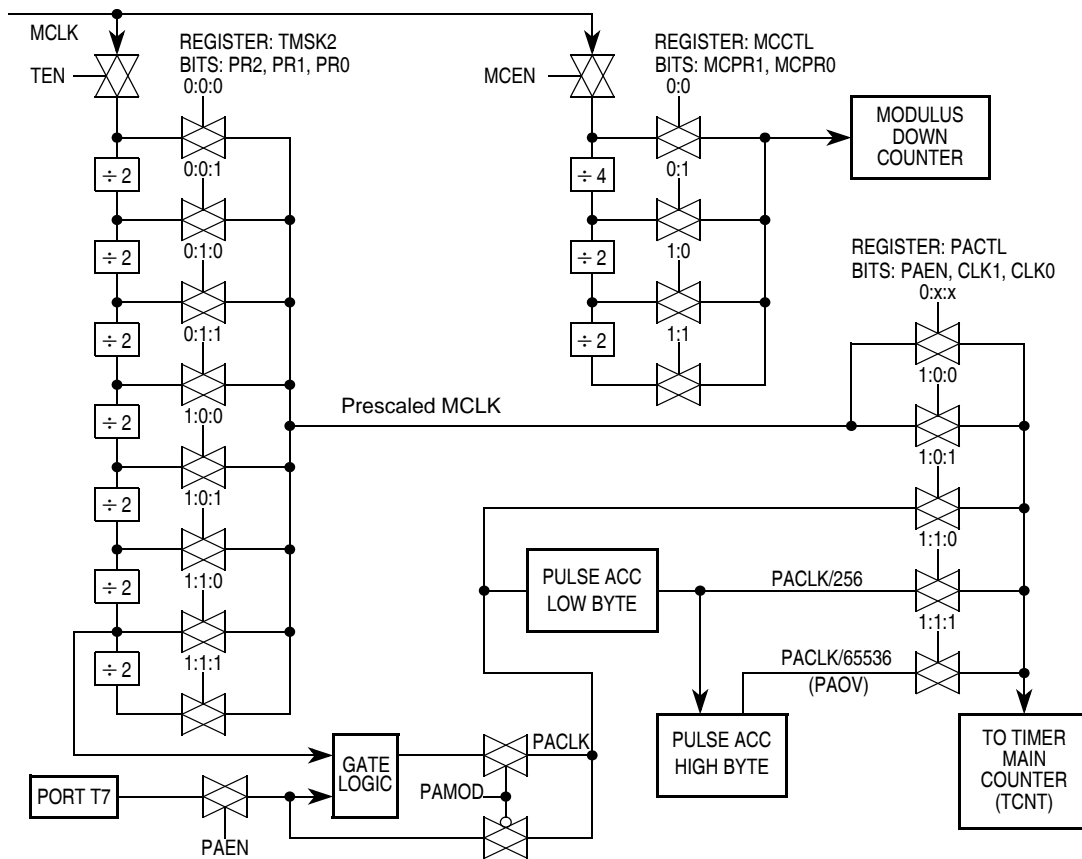 MCLK
TEN
REGISTER: TMSK2
BITS: PR2, PR1, PR0
0:0:0
0:0:1
0:1:0
0:1:1
1:0:0
1:0:1
1:1:0
1:1:1
÷ 2
÷ 2
÷ 2
÷ 2
÷ 2
÷ 2
÷ 2
MCEN
REGISTER: MCCTL
BITS: MCPR1, MCPR0
0:0
0:1
1:0
1:1
÷ 4
÷ 2
÷ 2
MODULUS
DOWN
COUNTER
REGISTER: PACTL
BITS: PAEN, CLK1, CLK0
0:x:x
1:0:0
1:0:1
1:1:0
1:1:1
Prescaled MCLK
PULSE ACC
LOW BYTE
PACLK/256
PACLK/65536
(PAOV)
PULSE ACC
HIGH BYTE
TO TIMER
MAIN
COUNTER
(TCNT)
PORT T7
PAEN
GATE
LOGIC
PACLK
PAMOD